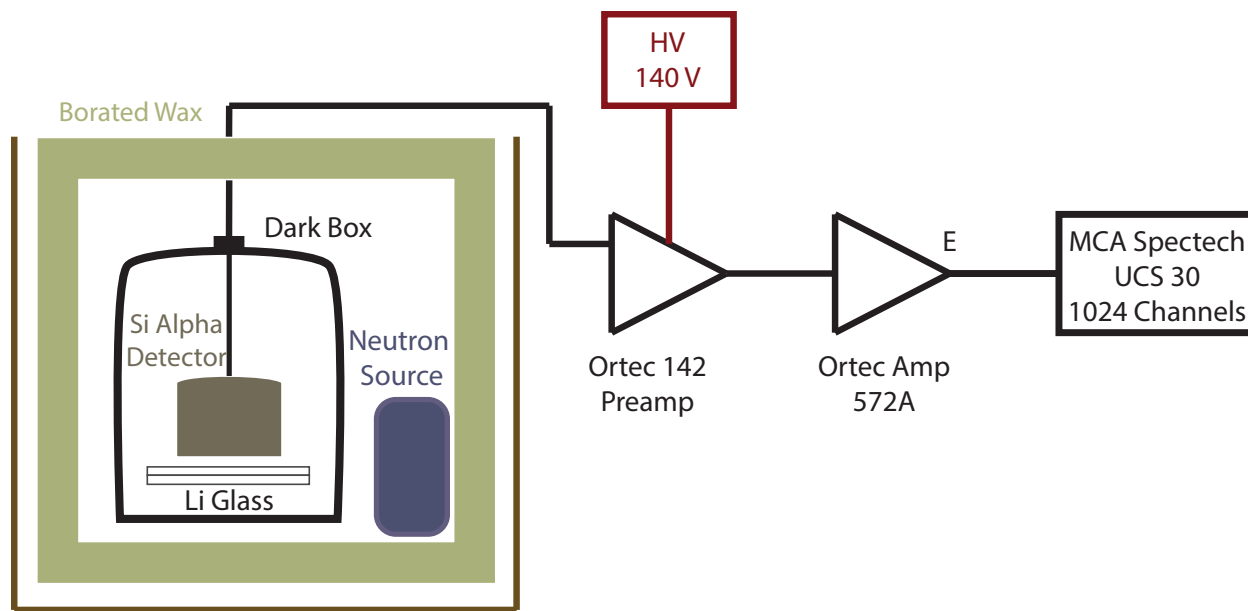 HV
140 V
Borated Wax
Dark Box
Si Alpha
Detector
Neutron
Source
Li Glass
Ortec 142
Preamp
Ortec Amp
572A
E
MCA Spectech
UCS 30
1024 Channels